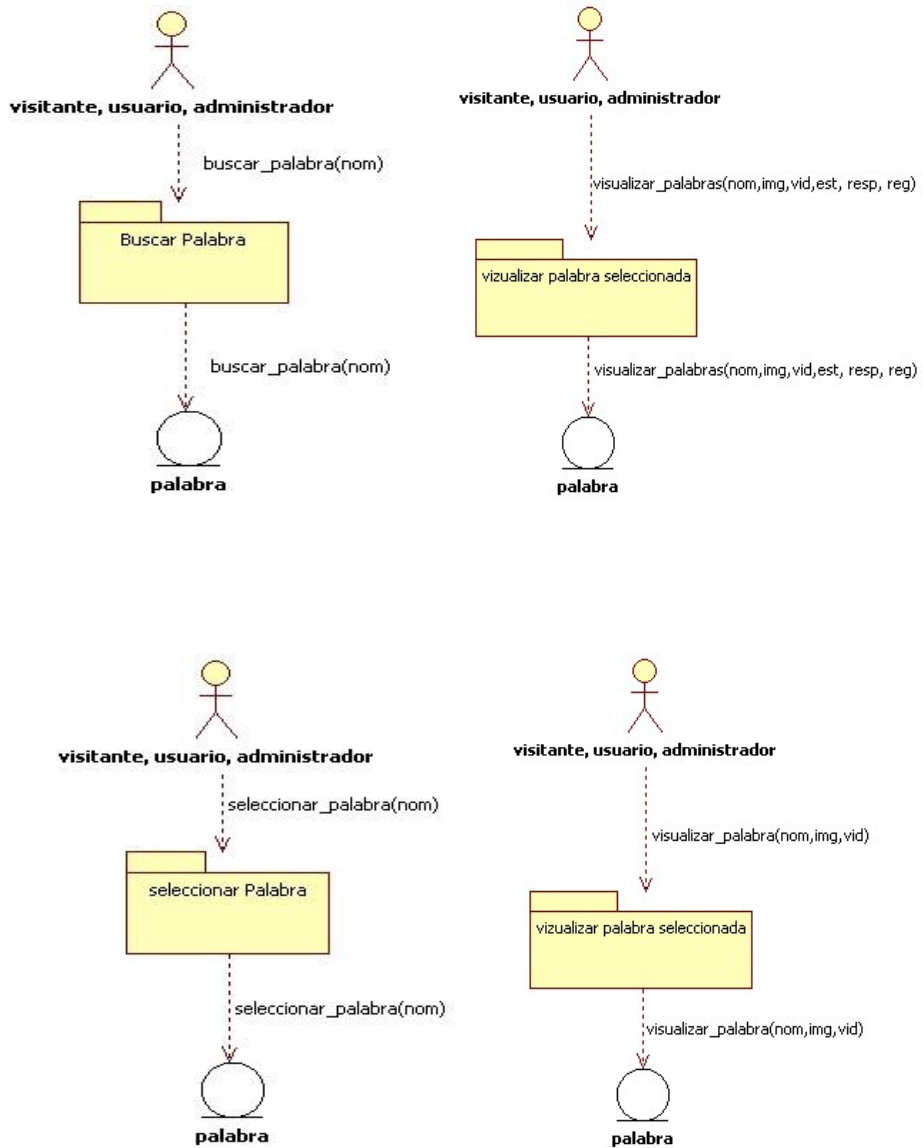 visitante, usuario, administrador
buscar_palabra(nom)
Buscar Palabra
buscar_palabra(nom)
palabra
visitante, usuario, administrador
visualizar_palabras(nom,img,vid,est, resp, reg)
vizualizar palabra seleccionada
visualizar_palabras(nom,img,vid,est, resp, reg)
palabra
visitante, usuario, administrador
seleccionar_palabra(nom)
seleccionar Palabra
seleccionar_palabra(nom)
palabra
visitante, usuario, administrador
visualizar_palabra(nom,img,vid)
vizualizar palabra seleccionada
visualizar_palabra(nom,img,vid)
palabra